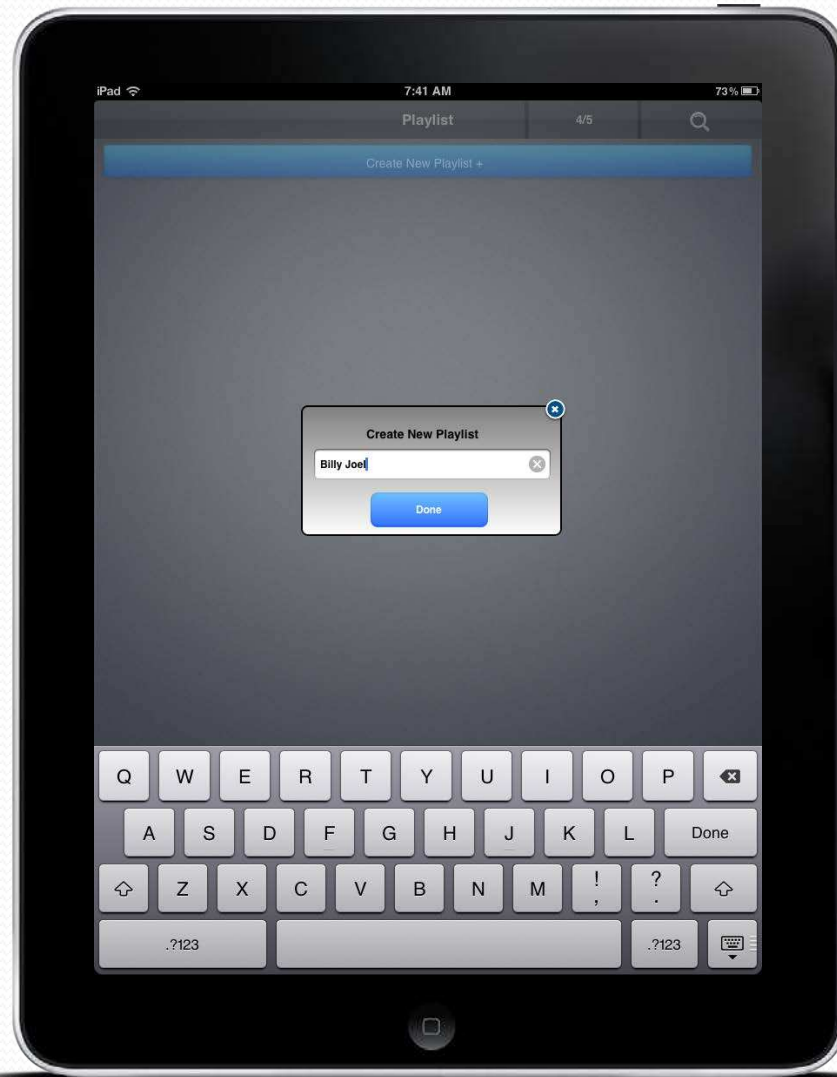 iPad 7:41 AM 73%
Playlist 4/5
Create New Playlist +
Create New Playlist
Billy Joel
Done
Q W E R T Y U I O P
A S D F G H J K L Done
Z X C V B N M ! , ? .
.?123 .?123